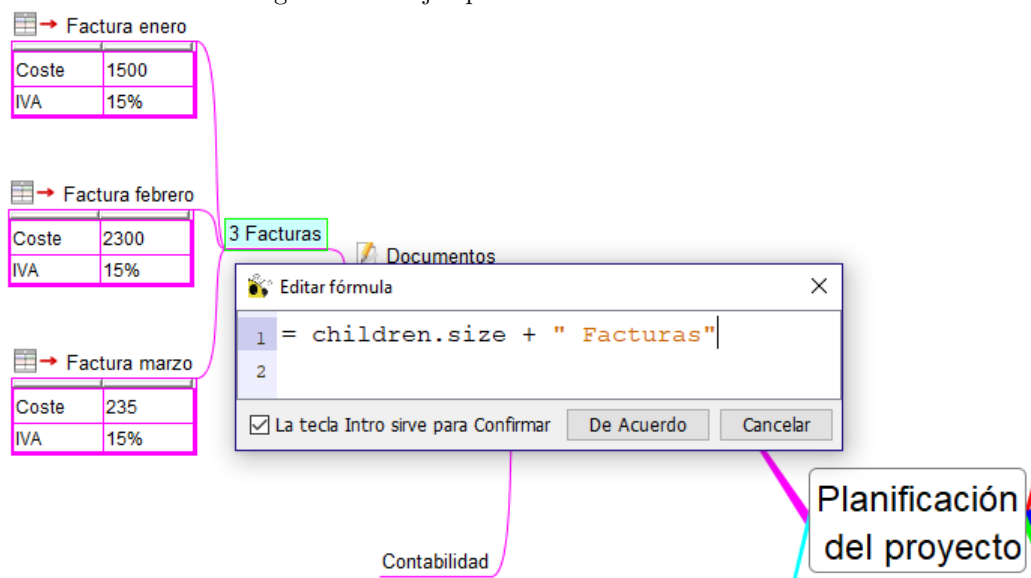 Factura enero
Coste 1500
IVA 15%
Factura febrero
Coste 2300
IVA 15%
3 Facturas
Documentos
Editar fórmula
1 = children.size + " Facturas"
2
La tecla Intro sirve para Confirmar De Acuerdo Cancelar
Factura marzo
Coste 235
IVA 15%
Planificación
del proyecto
Contabilidad